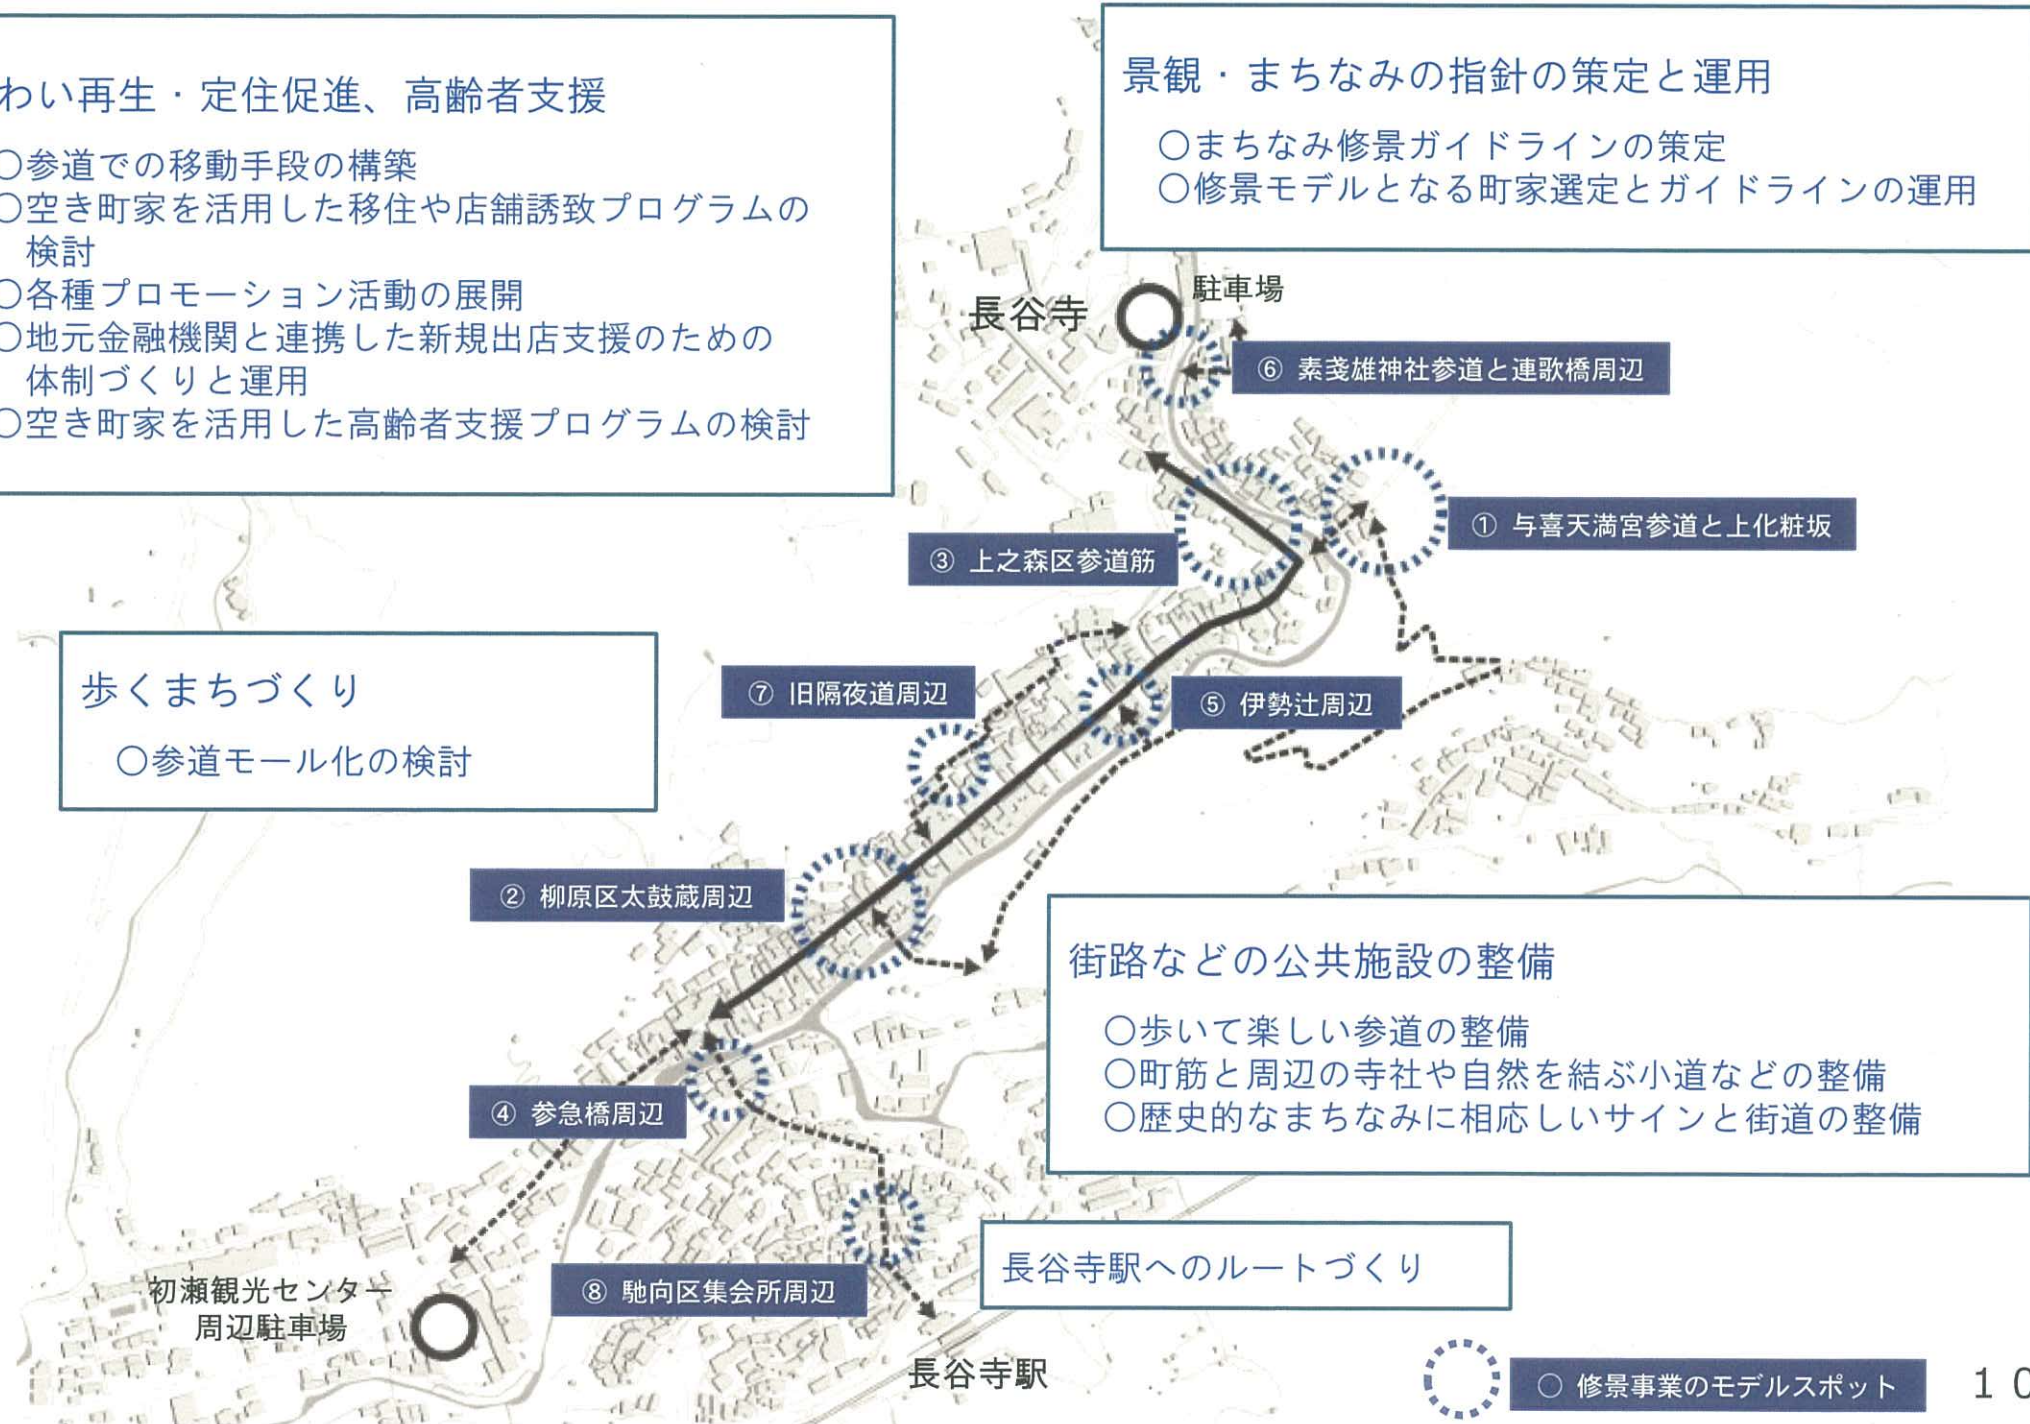 わい再生・定住促進、高齢者支援
○参道での移動手段の構築
○空き町家を活用した移住や店舗誘致プログラムの
検討
○各種プロモーション活動の展開
○地元金融機関と連携した新規出店支援のための
体制づくりと運用
○空き町家を活用した高齢者支援プログラムの検討
景観・まちなみの指針の策定と運用
○まちなみ修景ガイドラインの策定
○修景モデルとなる町家選定とガイドラインの運用
長谷寺
駐車場
⑥ 素戔雄神社参道と連歌橋周辺
① 与喜天満宮参道と上化粧坂
③ 上之森区参道筋
歩くまちづくり
○参道モール化の検討
⑦ 旧隔夜道周辺
⑤ 伊勢辻周辺
② 柳原区太鼓蔵周辺
街路などの公共施設の整備
○歩いて楽しい参道の整備
○町筋と周辺の寺社や自然を結ぶ小道などの整備
○歴史的なまちなみに相応しいサインと街道の整備
④ 参急橋周辺
長谷寺駅へのルートづくり
⑧ 馳向区集会所周辺
初瀬観光センター
周辺駐車場
長谷寺駅
○ 修景事業のモデルスポット
10